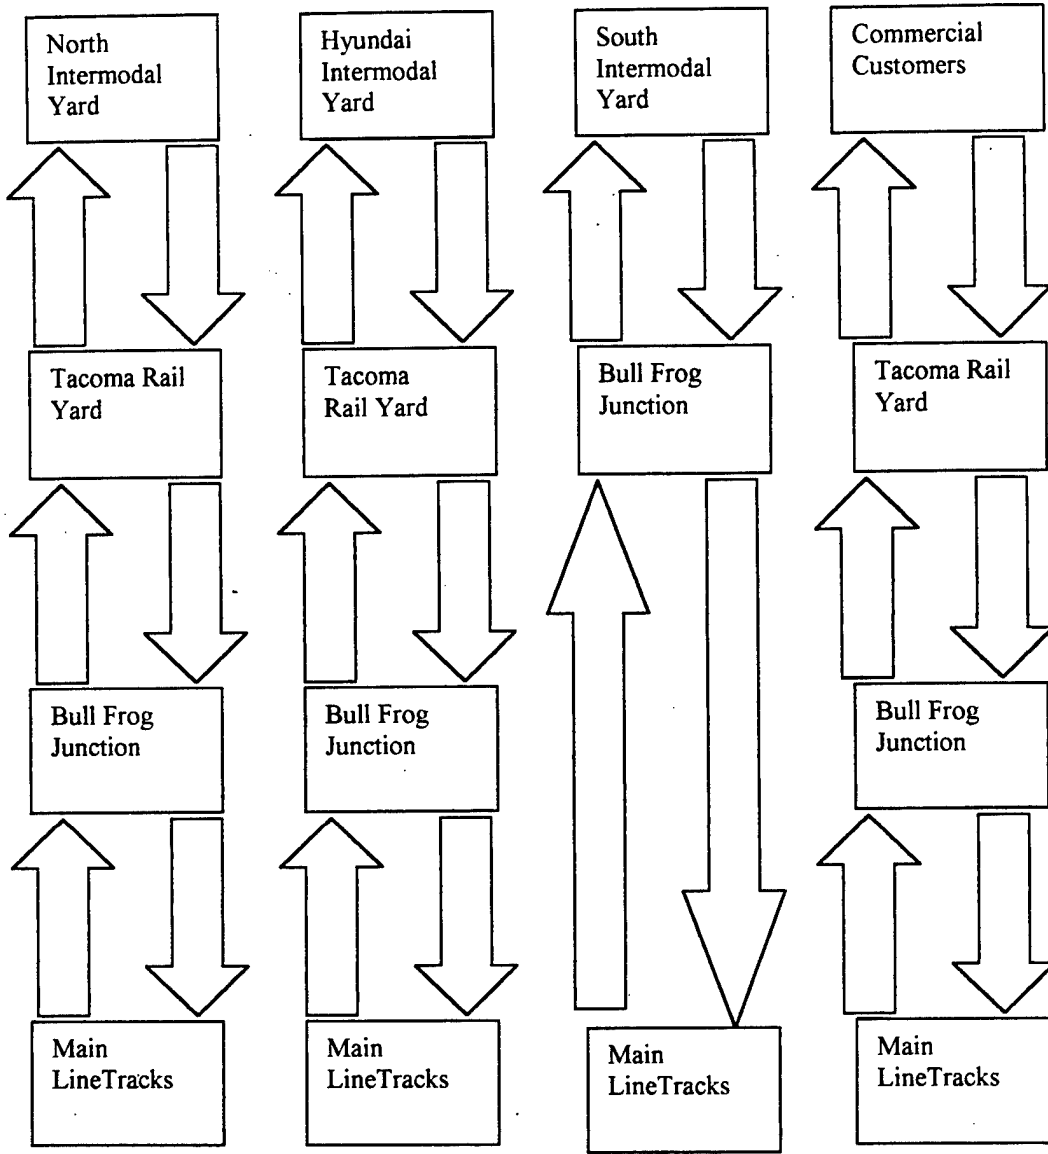 North
Intermodal
Yard
Hyundai
Intermodal
Yard
South
Intermodal
Yard
Commercial
Customers
Tacoma Rail
Yard
Tacoma
Rail Yard
Bull Frog
Junction
Tacoma Rail
Yard
Bull Frog
Junction
Bull Frog
Junction
Bull Frog
Junction
Main
LineTracks
Main
LineTracks
Main
LineTracks
Main
LineTracks